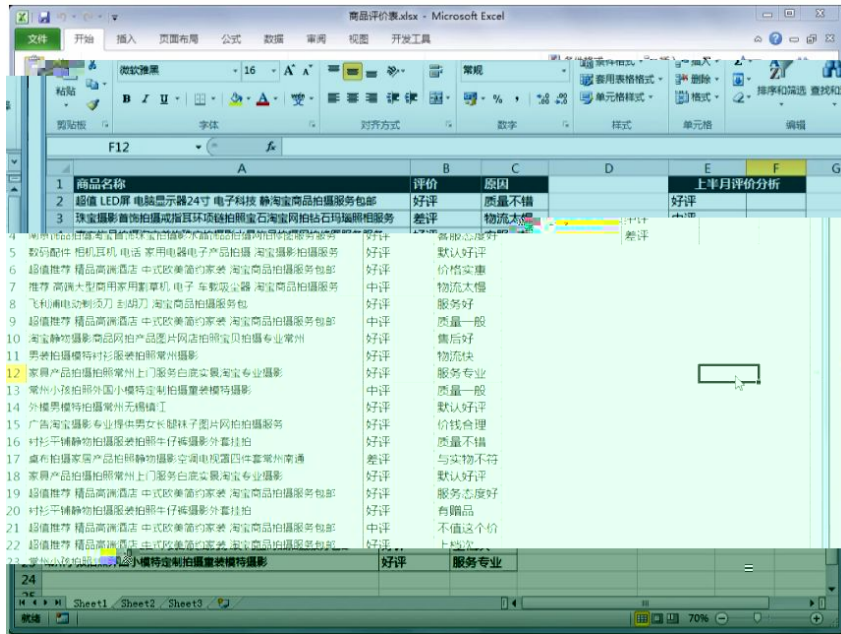 商品评价表.xlsx - Microsoft Excel
文件 开始 插入 页面布局 公式 数据 审阅 视图 开发工具
微软雅黑 16 常规 条件格式 插入
粘贴 套用表格格式 删除 排序和筛选 查找和
B I U 单元格样式 格式
剪贴板 字体 对齐方式 数字 样式 单元格 编辑
F12 fx
A B C D E F G
1 商品名称 评价 原因 上半月评价分析
2 超值 LED屏 电脑显示器24寸 电子科技 静淘宝商品拍摄服务包邮 好评 质量不错 好评
3 珠宝摄影首饰拍摄戒指耳环项链拍照宝石淘宝网拍钻石玛瑙照相服务 差评 物流太慢 中评
4 好评 客服态度好 差评
5 数码配件 相机耳机 电话 家用电器电子产品拍摄 淘宝摄影拍摄服务 好评 默认好评
6 超值推荐 精品高端酒店 中式欧美简约家装 淘宝商品拍摄服务包邮 好评 价格实惠
7 推荐 高端大型商用家用割草机 电子 车载吸尘器 淘宝商品拍摄服务 中评 物流太慢
8 飞利浦电动剃须刀 刮胡刀 淘宝商品拍摄服务包 好评 服务好
9 超值推荐 精品高端酒店 中式欧美简约家装 淘宝商品拍摄服务包邮 中评 质量一般
10 淘宝静物摄影商品网拍产品图片网店拍照宝贝拍摄专业常州 好评 售后好
11 男装拍摄模特衬衫服装拍照常州摄影 好评 物流快
12 家具产品拍摄拍照常州上门服务白底实景淘宝专业摄影 好评 服务专业
13 常州小孩拍照外国小模特定制拍摄童装模特摄影 中评 质量一般
14 外模男模特拍摄常州无锡镇江 好评 默认好评
15 广告淘宝摄影专业提供男女长腿袜子图片网拍拍摄服务 好评 价钱合理
16 衬衫平铺静物拍摄服装拍照牛仔裤摄影外套挂拍 好评 质量不错
17 桌布拍摄家居产品拍照静物摄影空调电视罩四件套常州南通 差评 与实物不符
18 家具产品拍摄拍照常州上门服务白底实景淘宝专业摄影 好评 默认好评
19 超值推荐 精品高端酒店 中式欧美简约家装 淘宝商品拍摄服务包邮 好评 服务态度好
20 衬衫平铺静物拍摄服装拍照牛仔裤摄影外套挂拍 好评 有赠品
21 超值推荐 精品高端酒店 中式欧美简约家装 淘宝商品拍摄服务包邮 中评 不值这个价
22 超值推荐 精品高端酒店 中式欧美简约家装 淘宝商品拍摄服务包邮 好评 上档次
23 小模特定制拍摄童装模特摄影 好评 服务专业
24
25
Sheet1 Sheet2 Sheet3
就绪 70%